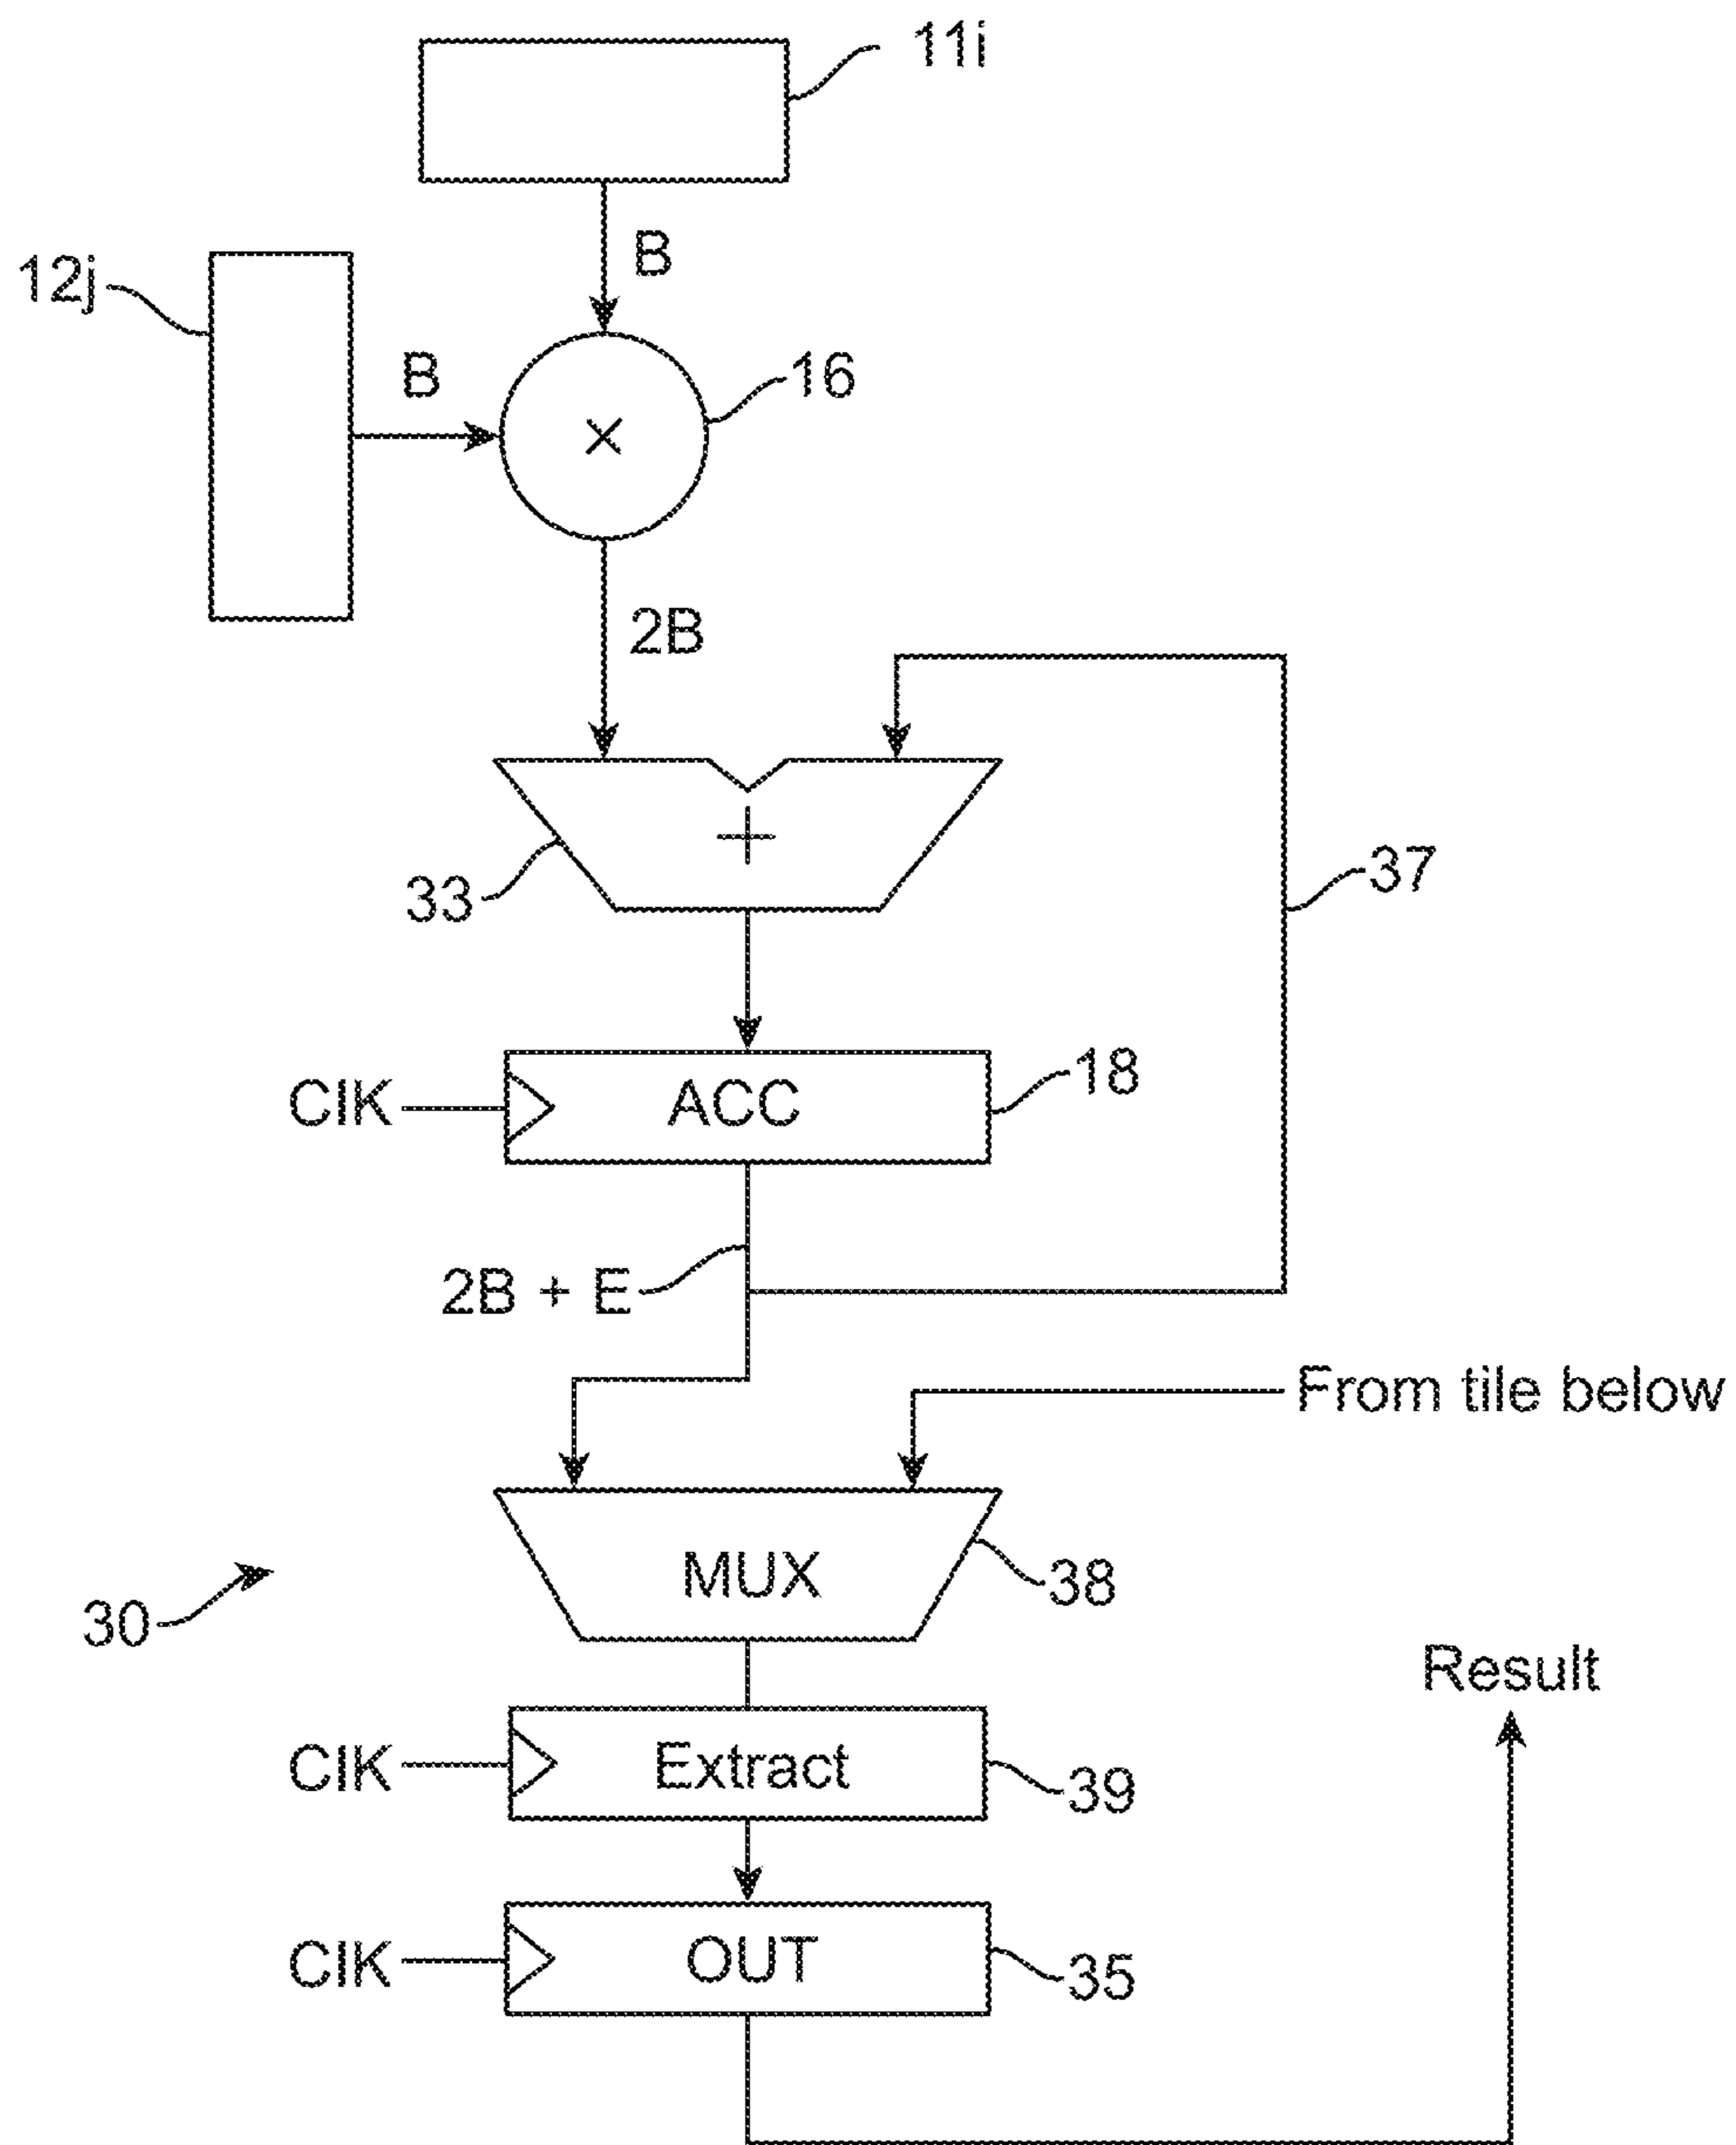 11i
B
12j
B
16
×
2B
+
33
37
ClK
ACC
18
2B + E
From tile below
MUX
38
30
Result
ClK
Extract
39
ClK
OUT
35